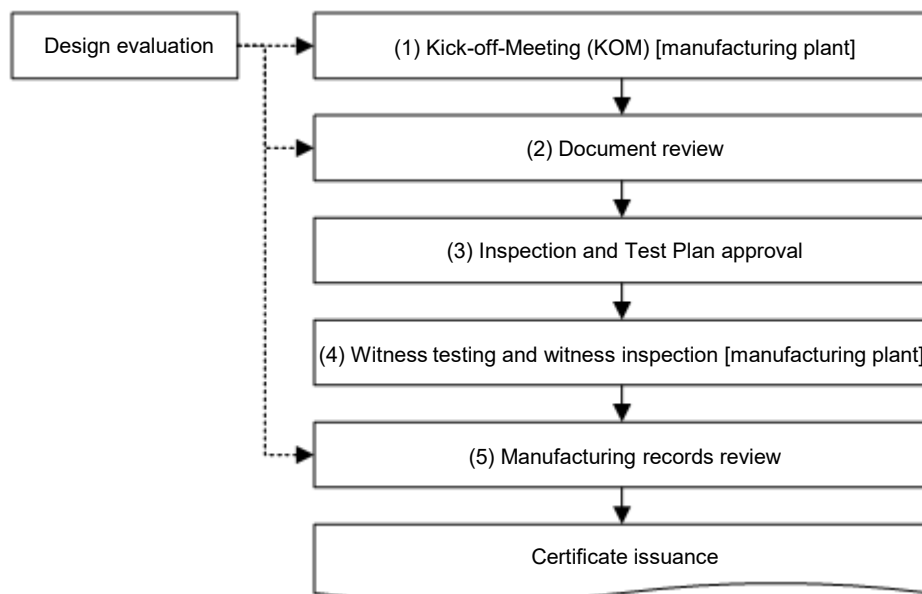 Design evaluation
(1) Kick-off-Meeting (KOM) [manufacturing plant]
(2) Document review
(3) Inspection and Test Plan approval
(4) Witness testing and witness inspection [manufacturing plant]
(5) Manufacturing records review
Certificate issuance